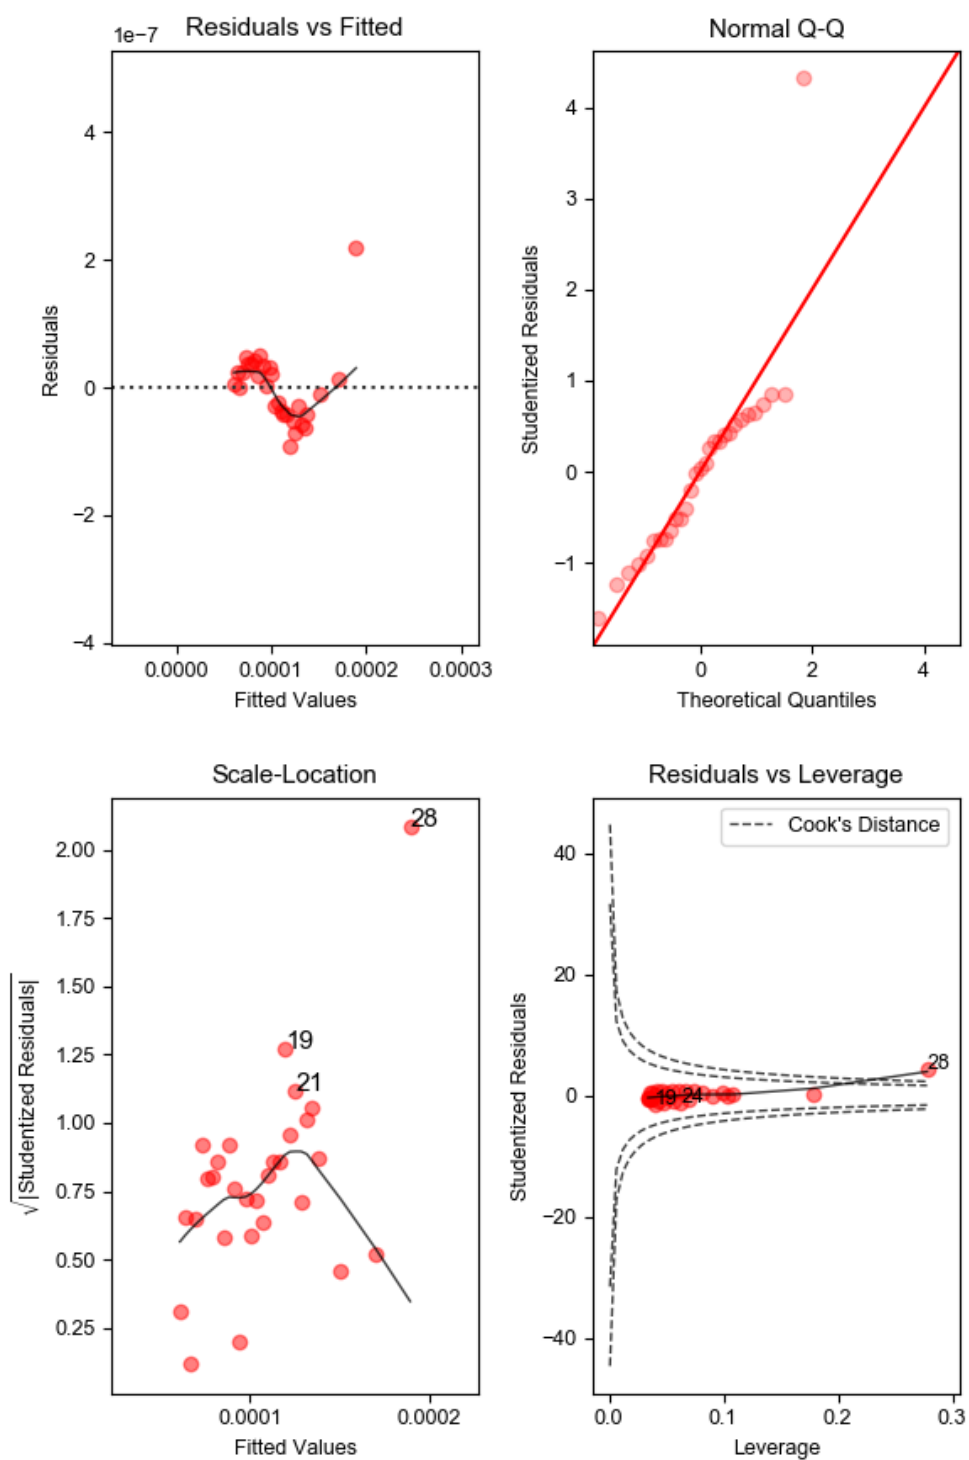 Residuals vs Fitted
1e−7
4
2
0
−2
−4
Residuals
0.0000 0.0001 0.0002 0.0003
Fitted Values
Normal Q-Q
4
3
2
1
0
−1
Studentized Residuals
0 2 4
Theoretical Quantiles
Scale-Location
28
19
21
2.00
1.75
1.50
1.25
1.00
0.75
0.50
0.25
√|Studentized Residuals|
0.0001 0.0002
Fitted Values
Residuals vs Leverage
Cook's Distance
40
20
0
−20
−40
Studentized Residuals
28
19 24
0.0 0.1 0.2 0.3
Leverage